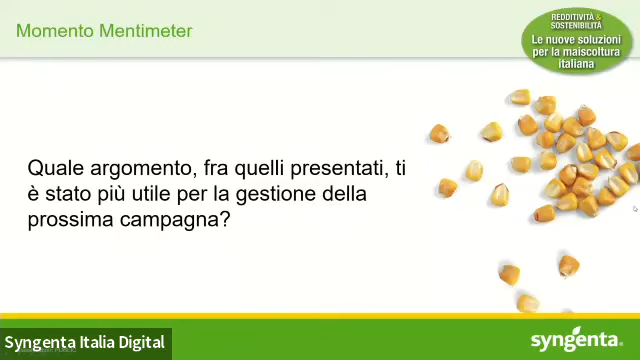 Momento Mentimeter
REDDITIVITÀ &
SOSTENIBILITÀ
Le nuove soluzioni
per la maiscoltura
italiana
Quale argomento, fra quelli presentati, ti
è stato più utile per la gestione della
prossima campagna?
Syngenta Italia Digital
syngenta